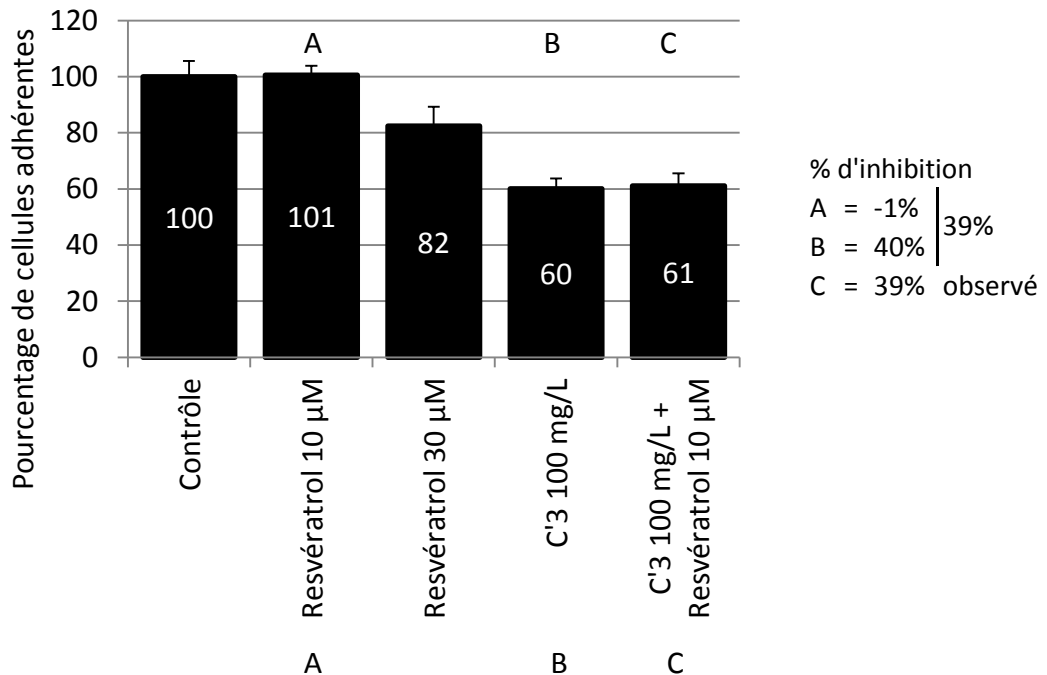 Pourcentage de cellules adhérentes
120
100
80
60
40
20
0
A
B
C
100
101
82
60
61
Contrôle
Resvératrol 10 µM
Resvératrol 30 µM
C'3 100 mg/L
C'3 100 mg/L +
Resvératrol 10 µM
A
B
C
% d'inhibition
A = -1%
39%
B = 40%
C = 39% observé